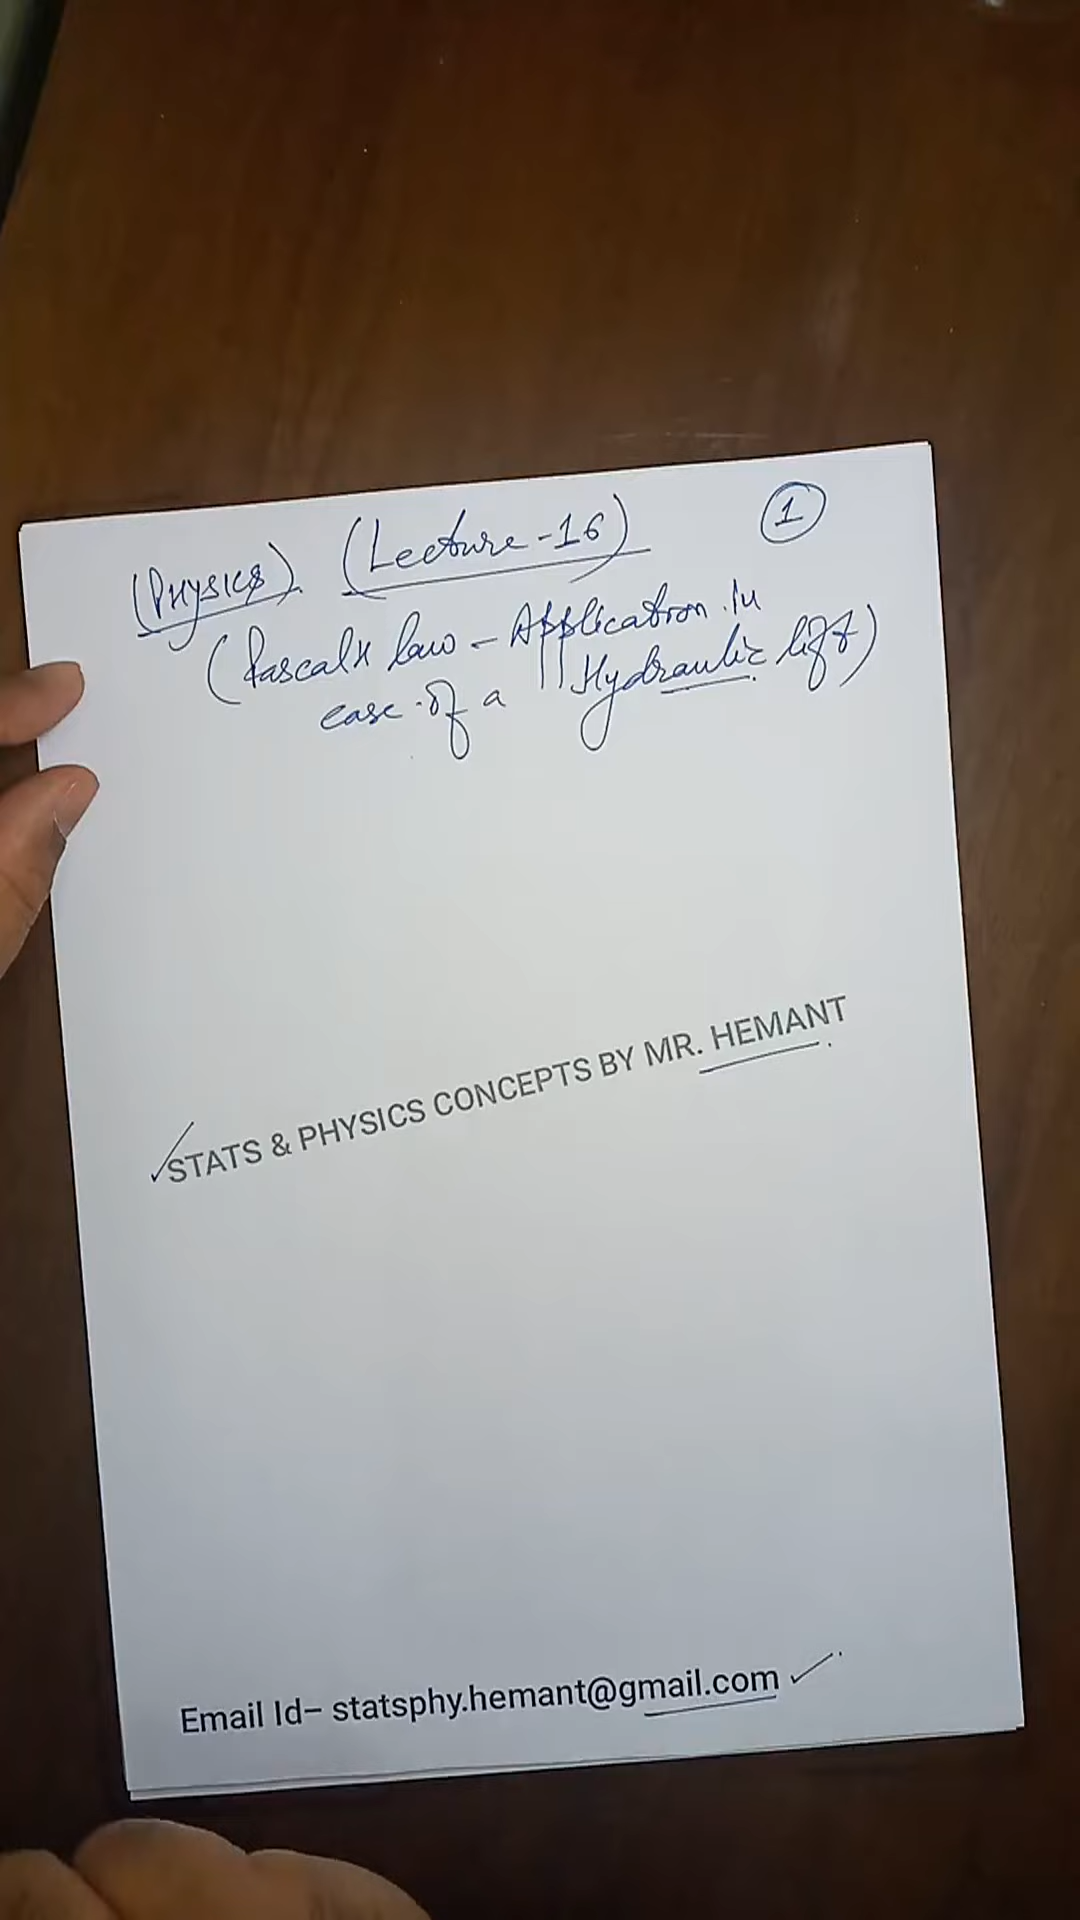 (Physics) (Lecture-16) 1
(Pascal's law - Application in
case of a Hydraulic lift)
STATS & PHYSICS CONCEPTS BY MR. HEMANT
Email Id- statsphy.hemant@gmail.com